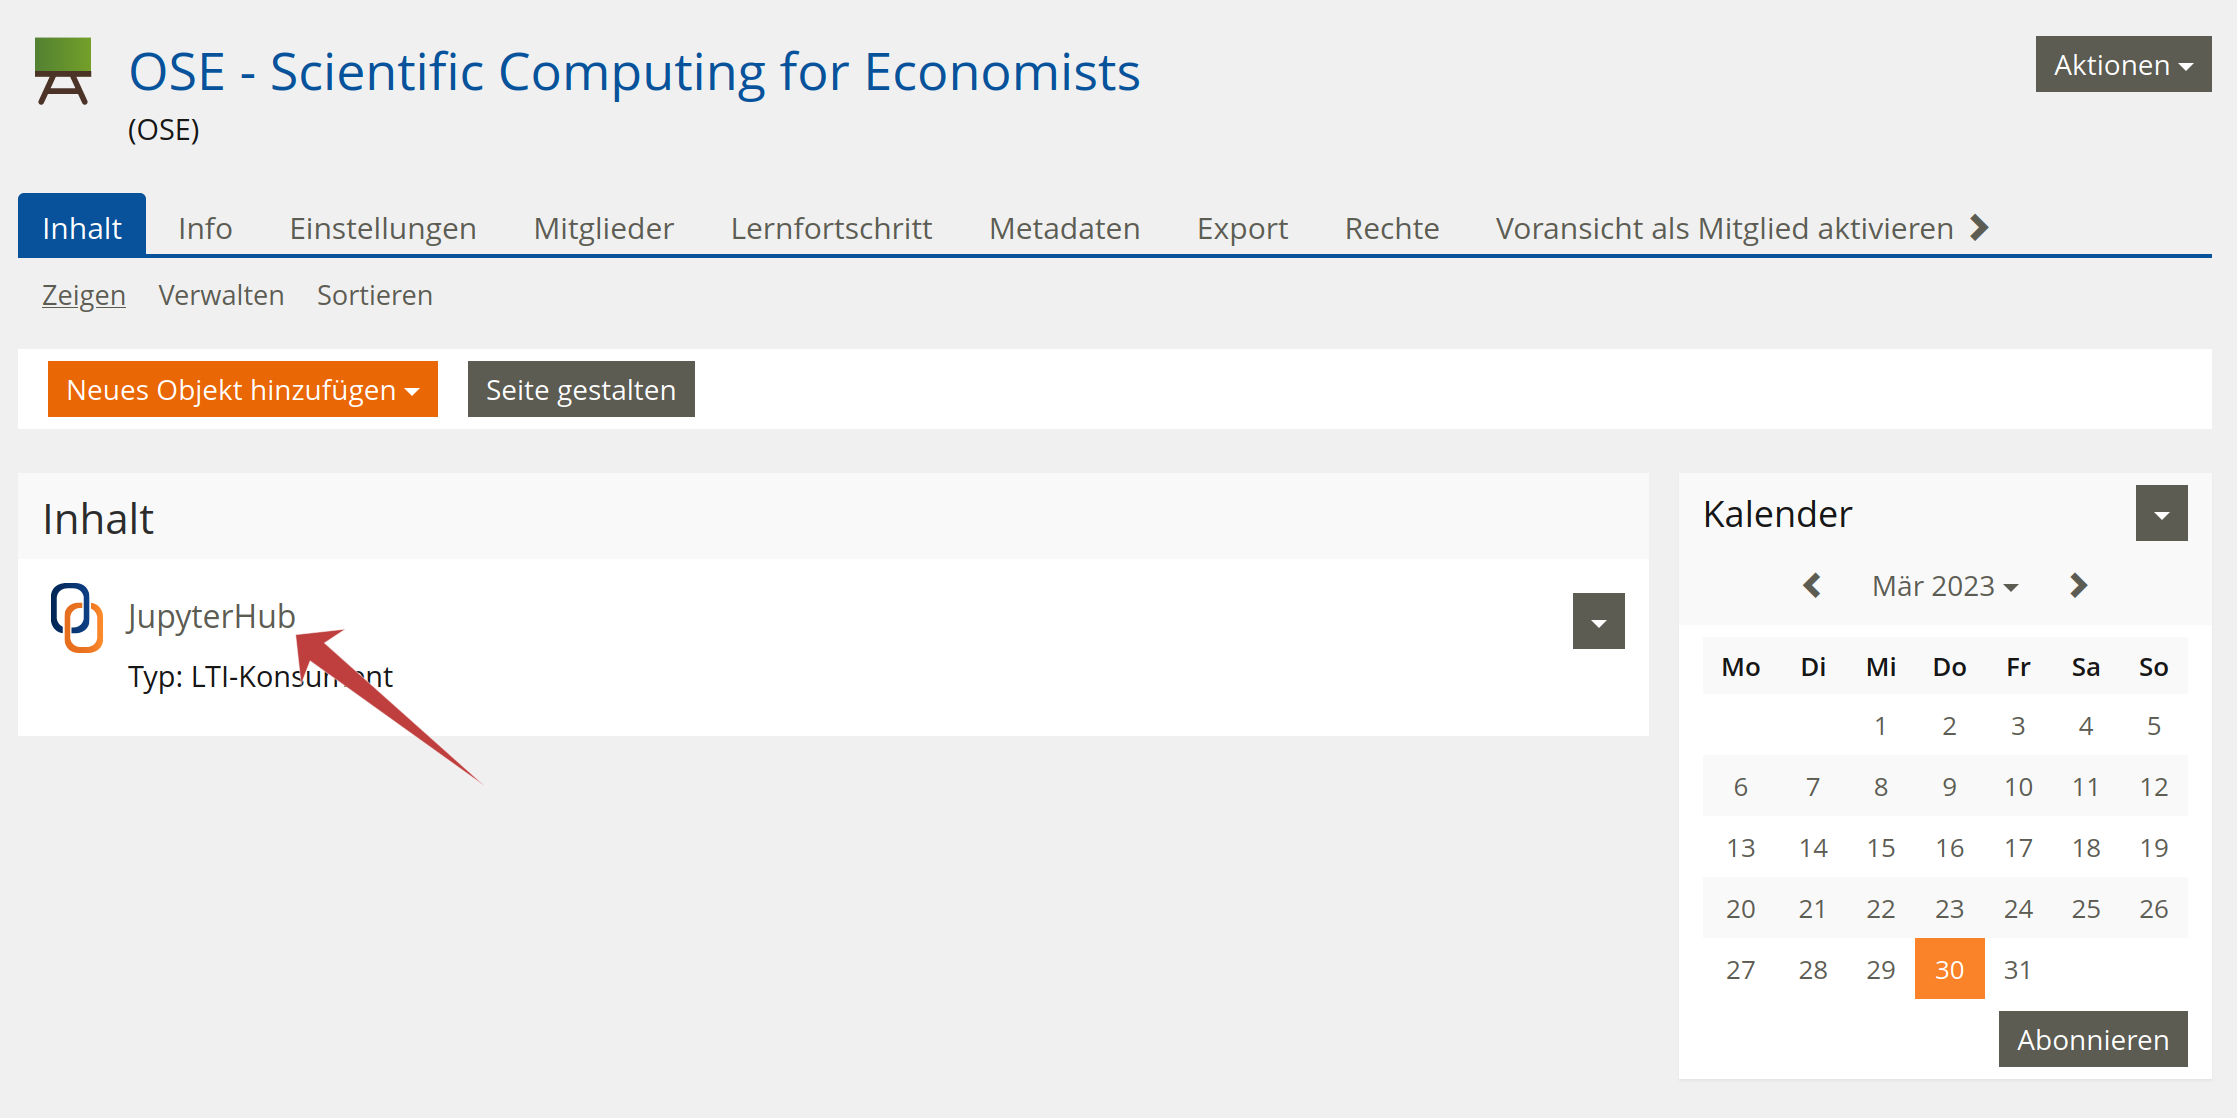 OSE - Scientific Computing for Economists
(OSE)
Aktionen
Inhalt Info Einstellungen Mitglieder Lernfortschritt Metadaten Export Rechte Voransicht als Mitglied aktivieren
Zeigen Verwalten Sortieren
Neues Objekt hinzufügen Seite gestalten
Inhalt
JupyterHub
Typ: LTI-Konsument
Kalender
Mär 2023
Mo Di Mi Do Fr Sa So
1 2 3 4 5
6 7 8 9 10 11 12
13 14 15 16 17 18 19
20 21 22 23 24 25 26
27 28 29 30 31
Abonnieren